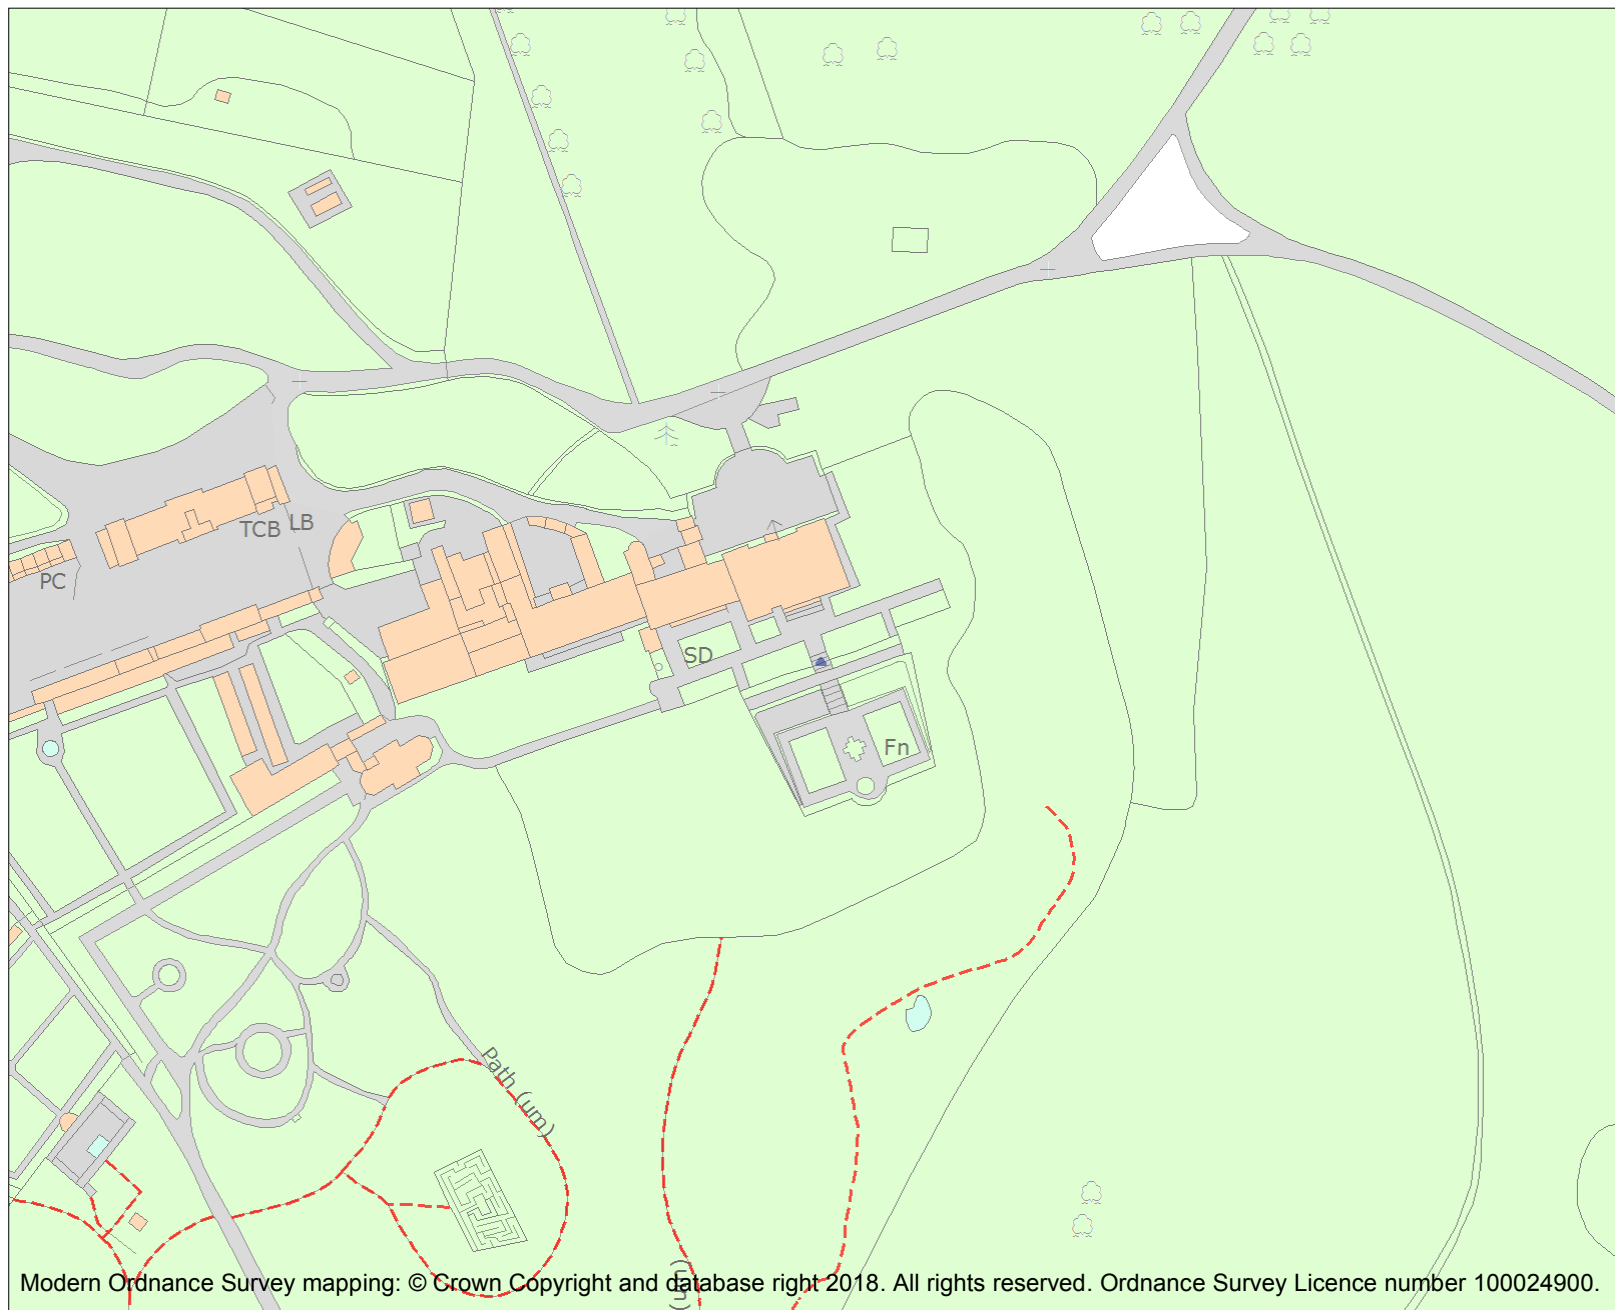 TCB
LB
PC
SD
Fn
Path (um)
(um)
Modern Ordnance Survey mapping: © Crown Copyright and database right 2018. All rights reserved. Ordnance Survey Licence number 100024900.